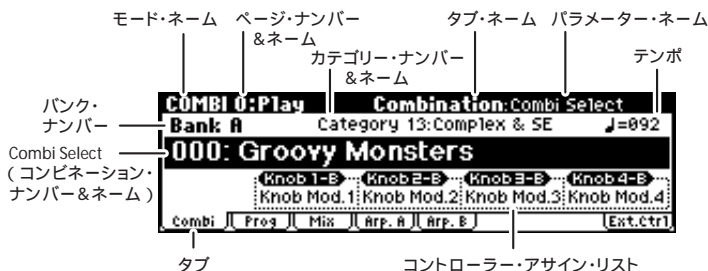 モード・ネーム ページ・ナンバー タブ・ネーム パラメーター・ネーム
&ネーム カテゴリー・ナンバー テンポ
&ネーム
バンク・
ナンバー
COMBI 0:Play Combination:Combi Select
Bank A Category 13:Complex & SE ♩=092
Combi Select
(コンビネーション・
ナンバー&ネーム)
000: Groovy Monsters
Knob 1-B Knob 2-B Knob 3-B Knob 4-B
Knob Mod.1 Knob Mod.2 Knob Mod.3 Knob Mod.4
Combi Prog Mix Arp. A Arp. B Ext.Ctrl
タブ コントローラー・アサイン・リスト